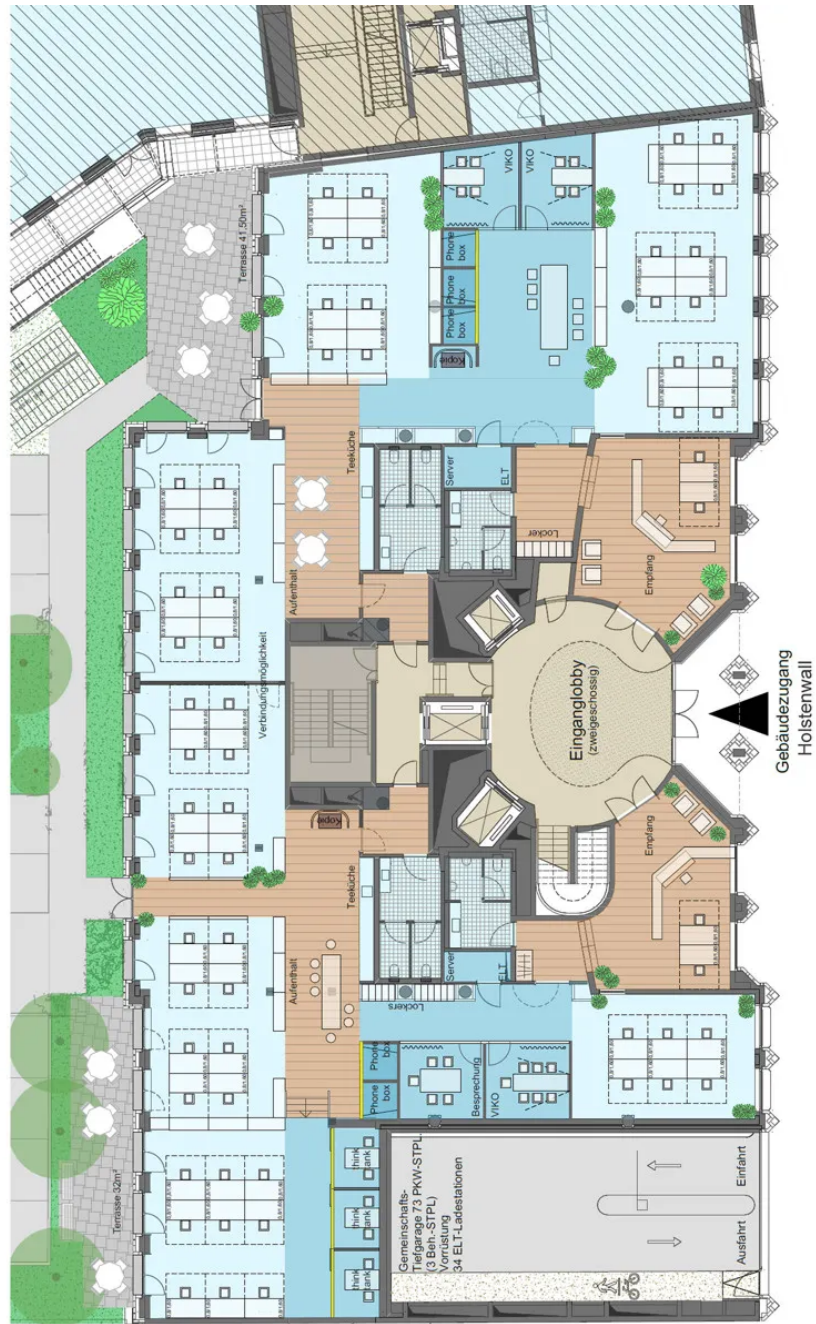 Terrasse 41,50m²
VIKO
VIKO
Phone
box
Phone
box
Phone
box
Kopie
Teeküche
Aufenthalt
Server
ELT
Locker
Empfang
Verbindungsmöglichkeit
Einganglobby
(zweigeschossig)
Gebäudezugang
Holstenwall
Kopie
Teeküche
Aufenthalt
Server
ELT
Lockers
Empfang
Phone
box
Phone
box
Besprechung
VIKO
Terrasse 32m²
think
tank
think
tank
think
tank
Gemeinschafts-
Tiefgarage 73 PKW-STPL.
(3 Beh.-STPL)
Vorrüstung
34 ELT-Ladestationen
Einfahrt
Ausfahrt